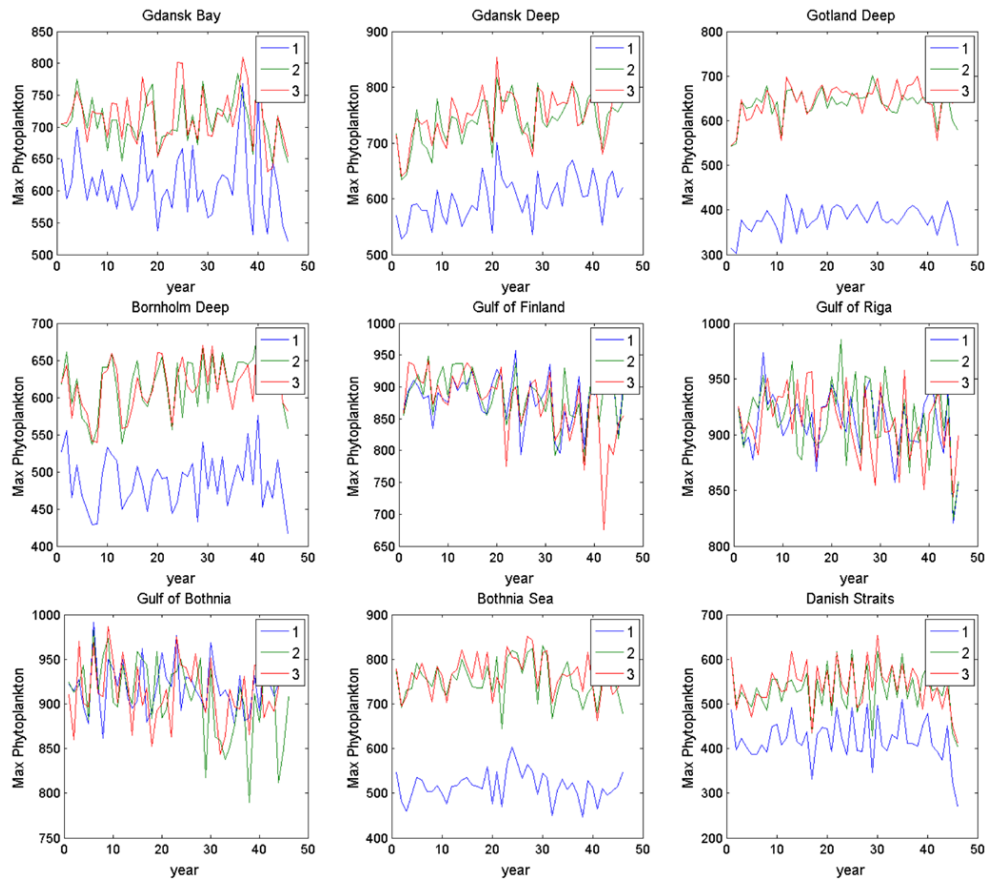 Gdansk Bay
Max Phytoplankton
850
800
750
700
650
600
550
500
0 10 20 30 40 50
year
1
2
3
Gdansk Deep
Max Phytoplankton
900
800
700
600
500
0 10 20 30 40 50
year
1
2
3
Gotland Deep
Max Phytoplankton
800
700
600
500
400
300
0 10 20 30 40 50
year
1
2
3
Bornholm Deep
Max Phytoplankton
700
650
600
550
500
450
400
0 10 20 30 40 50
year
1
2
3
Gulf of Finland
Max Phytoplankton
1000
950
900
850
800
750
700
650
0 10 20 30 40 50
year
1
2
3
Gulf of Riga
Max Phytoplankton
1000
950
900
850
800
0 10 20 30 40 50
year
1
2
3
Gulf of Bothnia
Max Phytoplankton
1000
950
900
850
800
750
0 10 20 30 40 50
year
1
2
3
Bothnia Sea
Max Phytoplankton
900
800
700
600
500
400
0 10 20 30 40 50
year
1
2
3
Danish Straits
Max Phytoplankton
700
600
500
400
300
200
0 10 20 30 40 50
year
1
2
3